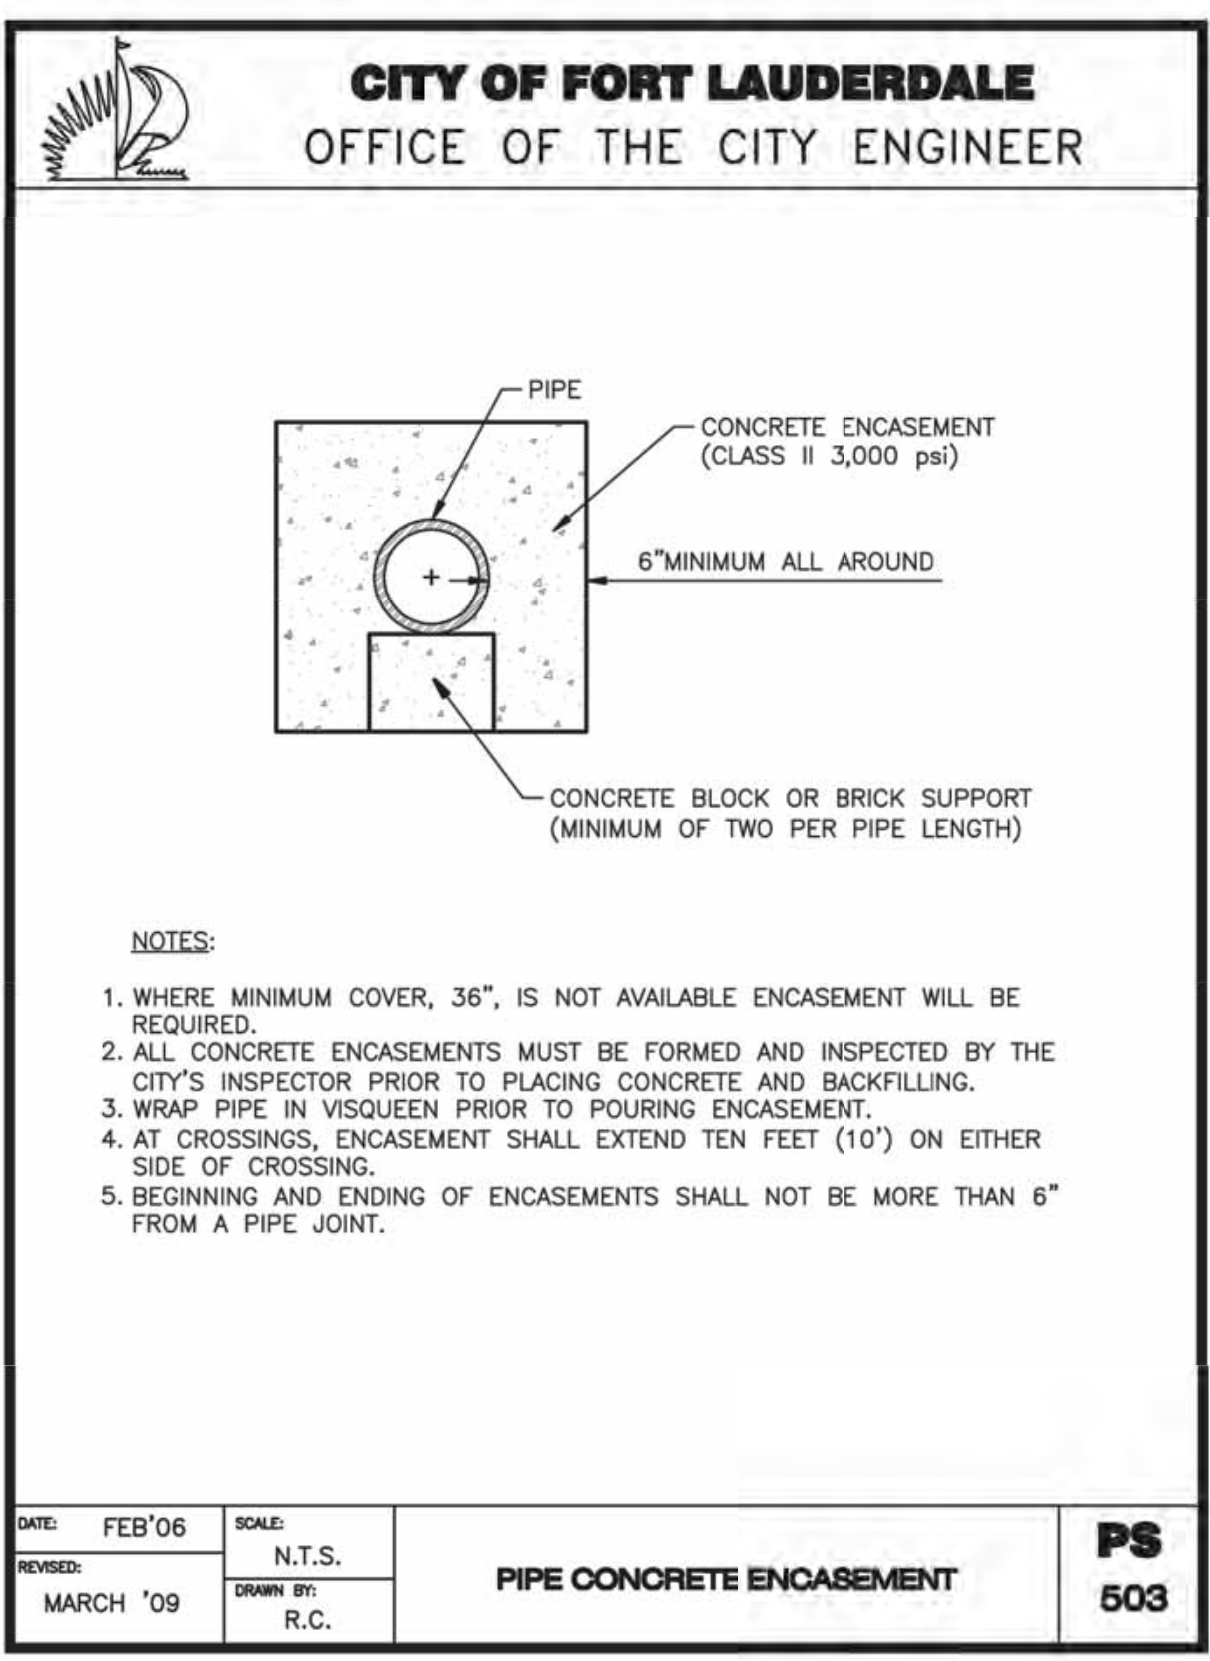 CITY OF FORT LAUDERDALE
OFFICE OF THE CITY ENGINEER
PIPE
CONCRETE ENCASEMENT
(CLASS II 3,000 psi)
6"MINIMUM ALL AROUND
CONCRETE BLOCK OR BRICK SUPPORT
(MINIMUM OF TWO PER PIPE LENGTH)
NOTES:
1. WHERE MINIMUM COVER, 36", IS NOT AVAILABLE ENCASEMENT WILL BE
REQUIRED.
2. ALL CONCRETE ENCASEMENTS MUST BE FORMED AND INSPECTED BY THE
CITY'S INSPECTOR PRIOR TO PLACING CONCRETE AND BACKFILLING.
3. WRAP PIPE IN VISQUEEN PRIOR TO POURING ENCASEMENT.
4. AT CROSSINGS, ENCASEMENT SHALL EXTEND TEN FEET (10') ON EITHER
SIDE OF CROSSING.
5. BEGINNING AND ENDING OF ENCASEMENTS SHALL NOT BE MORE THAN 6"
FROM A PIPE JOINT.
DATE: FEB'06
REVISED:
MARCH '09
SCALE:
N.T.S.
DRAWN BY:
R.C.
PIPE CONCRETE ENCASEMENT
PS
503